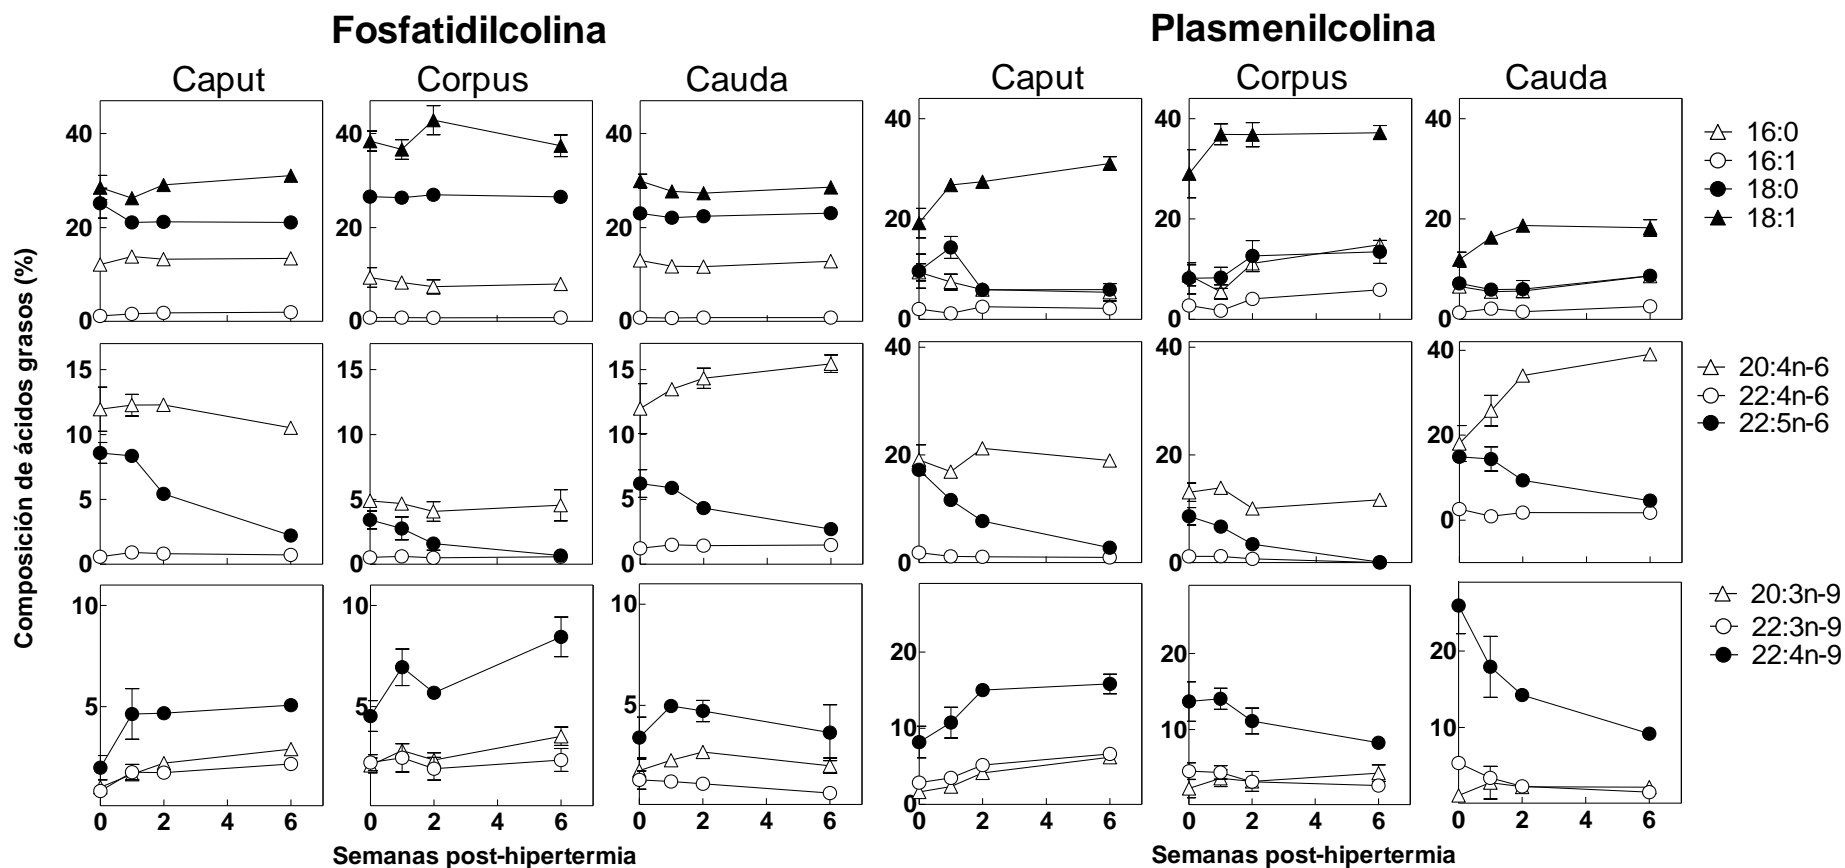 Fosfatidilcolina Plasmenilcolina
Caput Corpus Cauda Caput Corpus Cauda
Composición de ácidos grasos (%)
40 40 40 40 40 40
20 20 20 20 20 20
0 0 0 0 0 0
16:0
16:1
18:0
18:1
15 15 15 40 40 40
10 10 10 20 20 20
5 5 5 0 0 0
0 0 0
20:4n-6
22:4n-6
22:5n-6
10 10 10 20 20 20
5 5 5 10 10 10
0
20:3n-9
22:3n-9
22:4n-9
0 2 4 6 0 2 4 6 0 2 4 6 0 2 4 6 0 2 4 6 0 2 4 6
Semanas post-hipertermia Semanas post-hipertermia